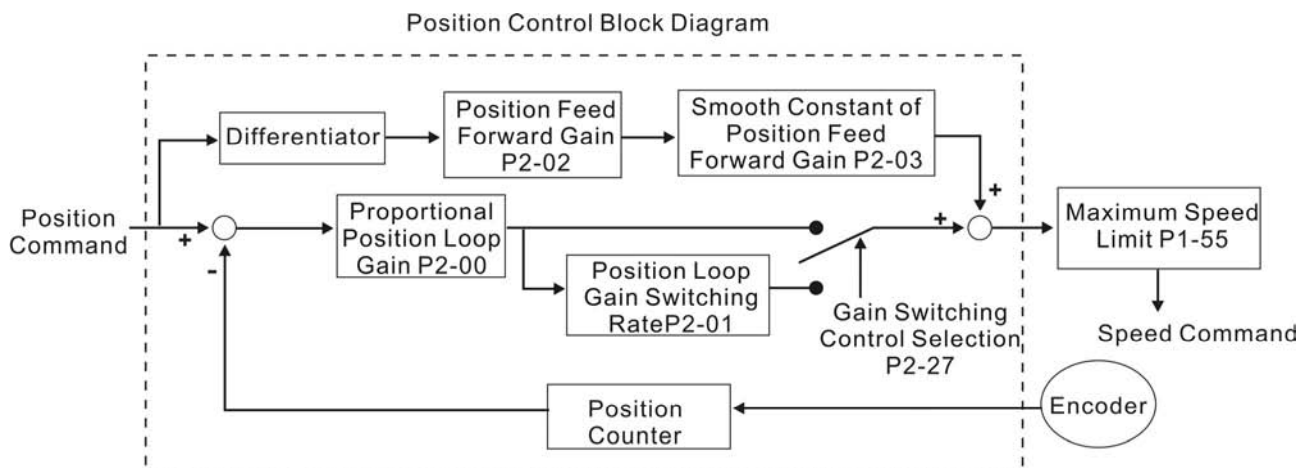 Position Control Block Diagram
Differentiator
Position Feed
Forward Gain
P2-02
Smooth Constant of
Position Feed
Forward Gain P2-03
Position
Command
+
-
Proportional
Position Loop
Gain P2-00
Position Loop
Gain Switching
RateP2-01
+
+
Gain Switching
Control Selection
P2-27
Maximum Speed
Limit P1-55
Speed Command
Position
Counter
Encoder